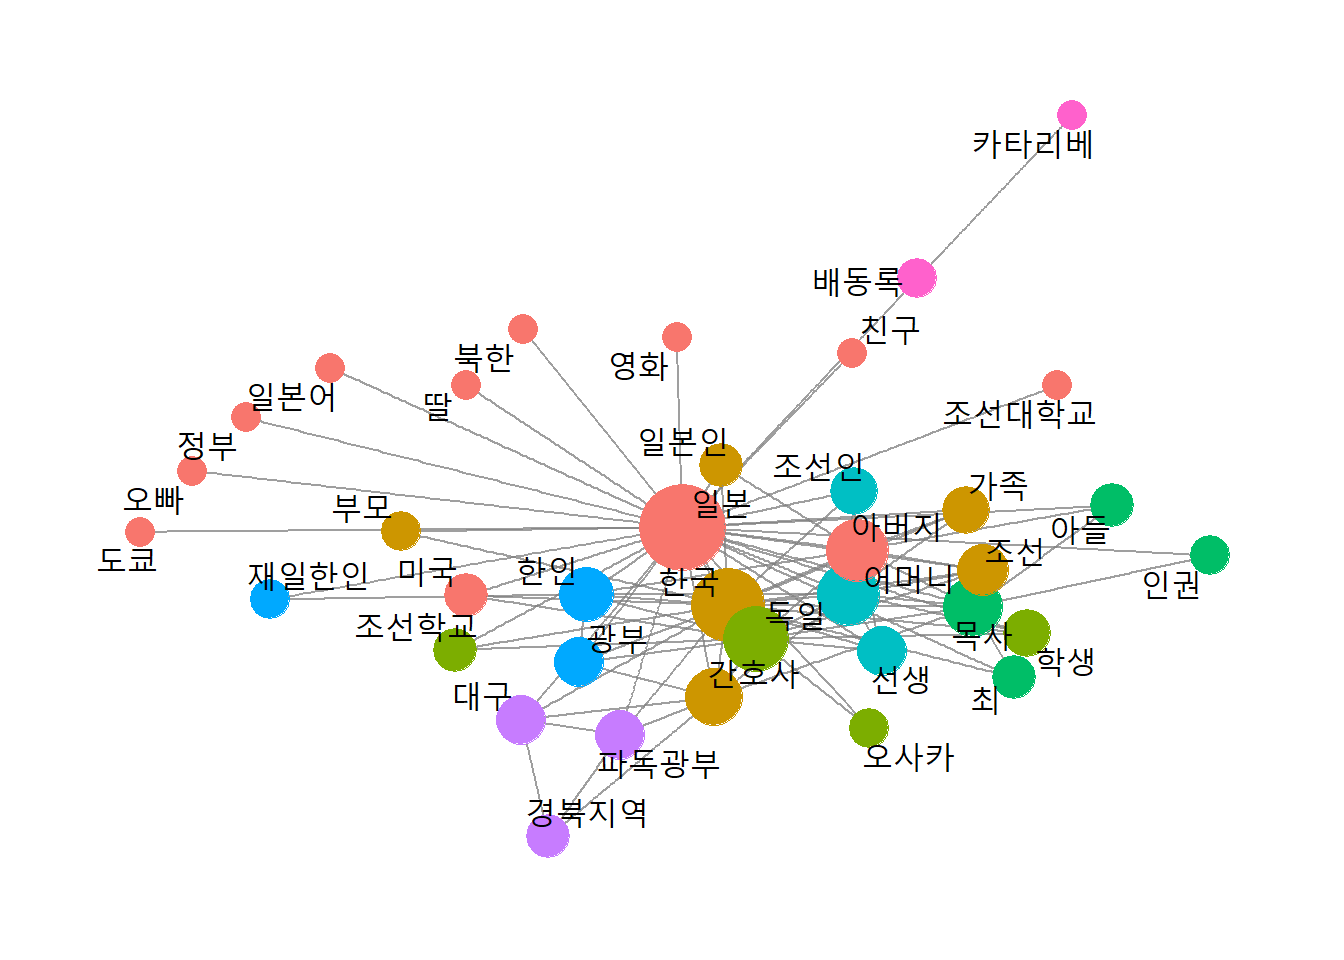 카타리베
배동록
친구
북한
영화
일본어
딸
조선대학교
정부
일본인
조선인
가족
오빠
부모
일본
아버지
아들
도쿄
재일한인
미국
한인
한국
어머니
조선
인권
조선학교
광부
독일
목사
학생
대구
간호사
선생
최
파독광부
오사카
경북지역